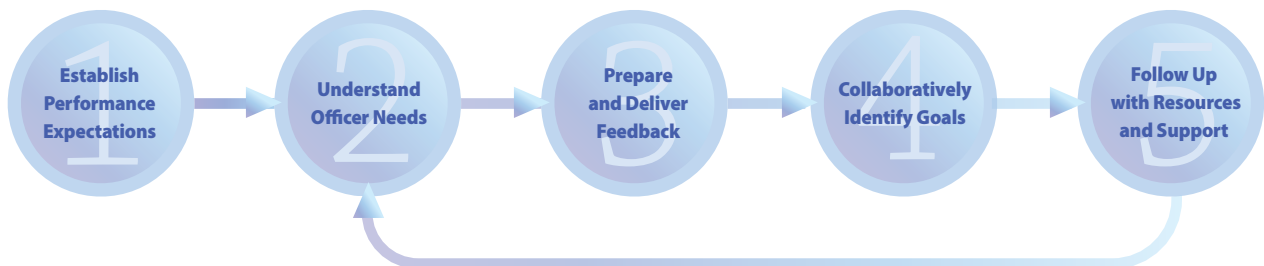 1
Establish
Performance
Expectations
2
Understand
Officer Needs
3
Prepare
and Deliver
Feedback
4
Collaboratively
Identify Goals
5
Follow Up
with Resources
and Support